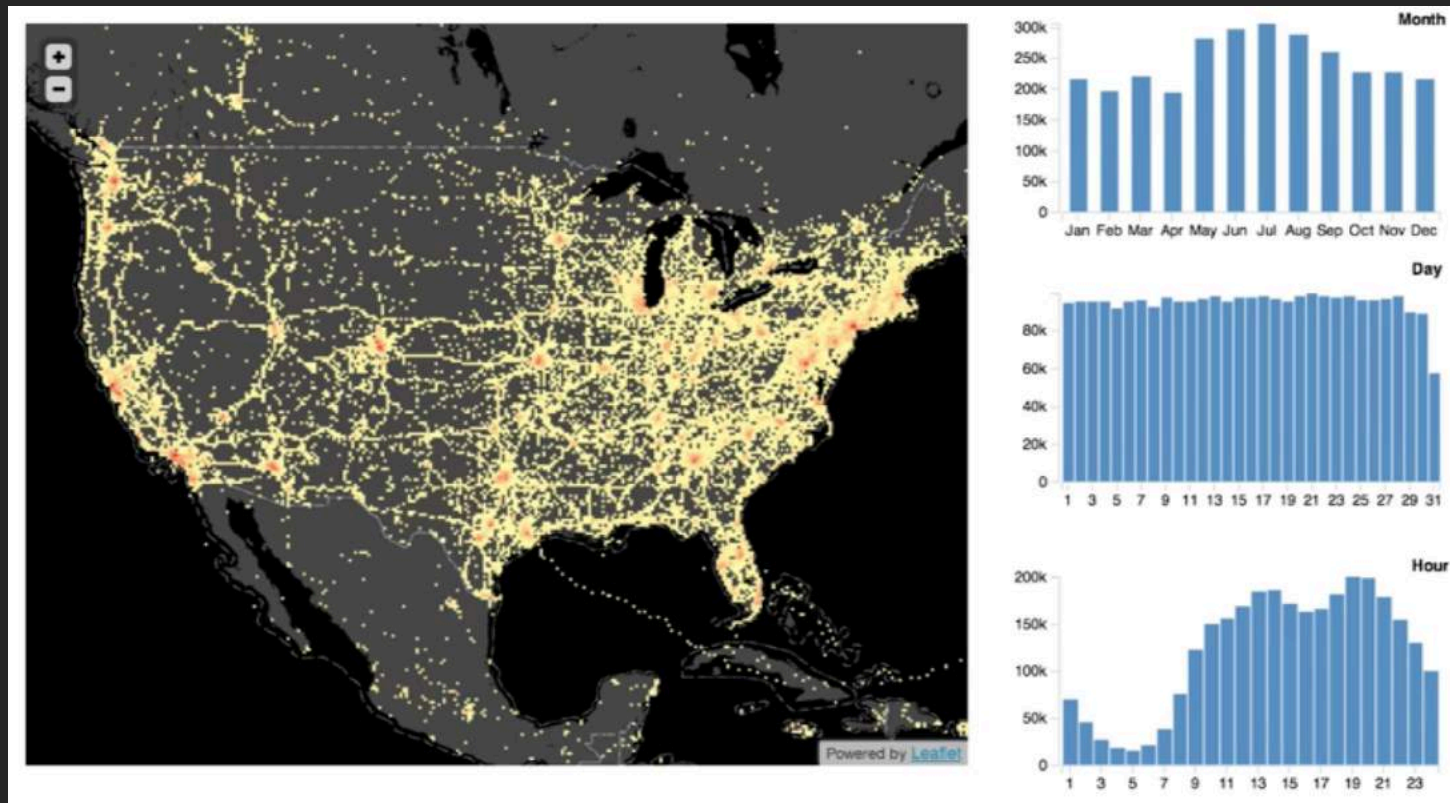 +
−
Powered by Leaflet
Month
300k
250k
200k
150k
100k
50k
0
Jan Feb Mar Apr May Jun Jul Aug Sep Oct Nov Dec
Day
80k
60k
40k
20k
0
1 3 5 7 9 11 13 15 17 19 21 23 25 27 29 31
Hour
200k
150k
100k
50k
0
1 3 5 7 9 11 13 15 17 19 21 23